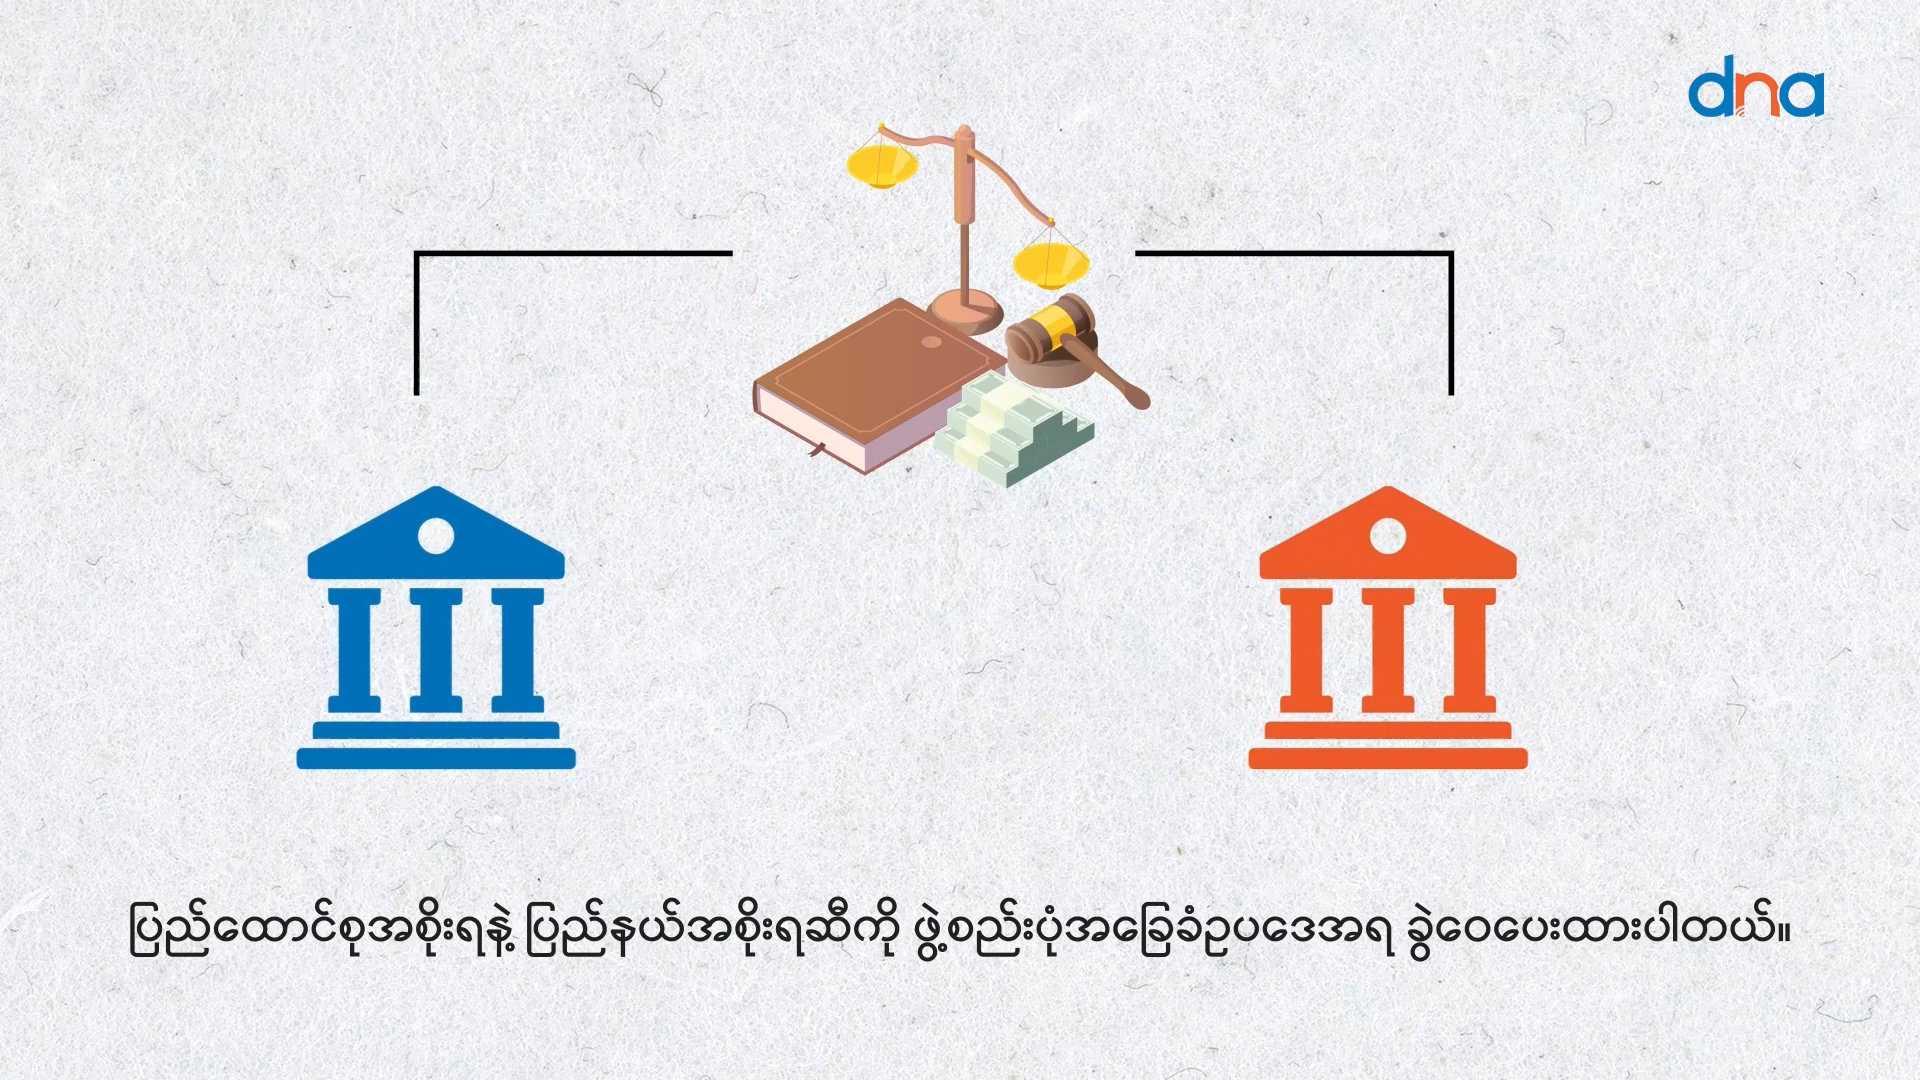 dna
ပြည်ထောင်စုအစိုးရနဲ့ ပြည်နယ်အစိုးရဆီကို ဖွဲ့စည်းပုံအခြေခံဥပဒေအရ ခွဲဝေပေးထားပါတယ်။